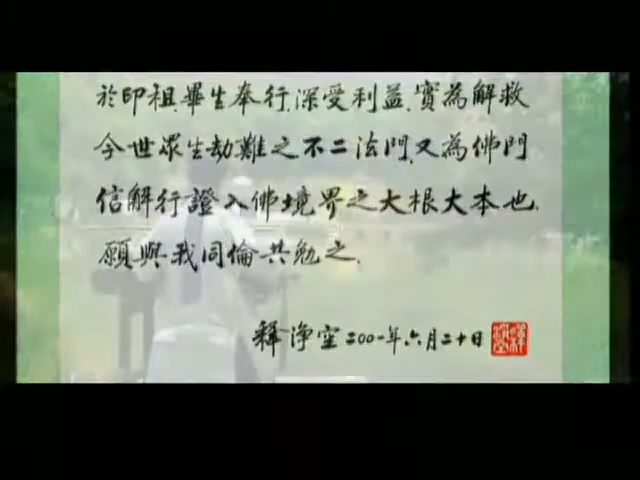 於印祖,畢生奉行,深受利益,實為解救
今世眾生劫難之不二法門,又為佛門
信解行證入佛境界之大根大本也,
願與我同倫共勉之.
釋淨空二00一年六月二十日